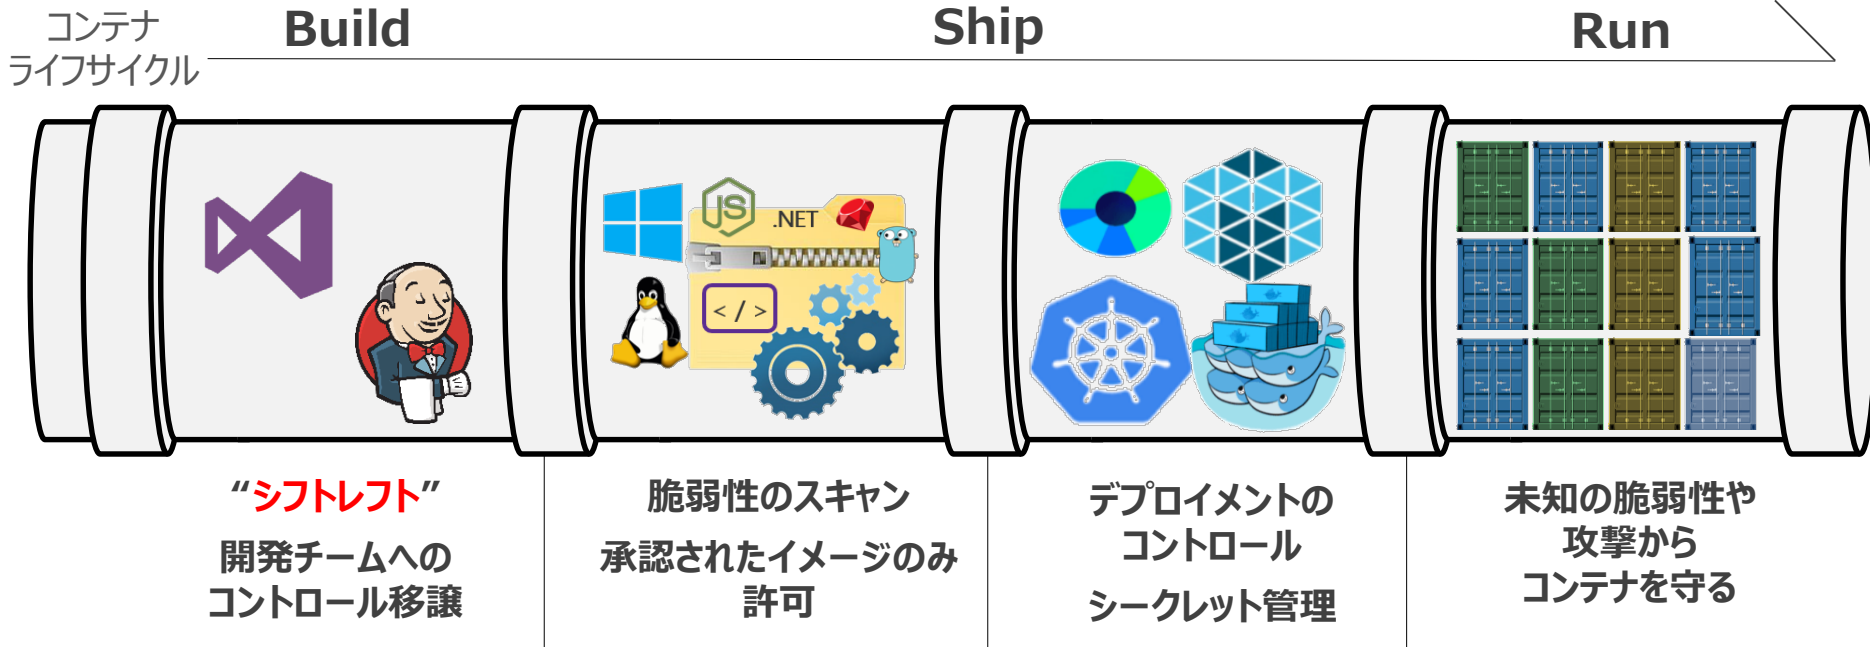 コンテナ
ライフサイクル
Build
Ship
Run
JS
.NET
< / >
“シフトレフト”
開発チームへの
コントロール移譲
脆弱性のスキャン
承認されたイメージのみ
許可
デプロイメントの
コントロール
シークレット管理
未知の脆弱性や
攻撃から
コンテナを守る